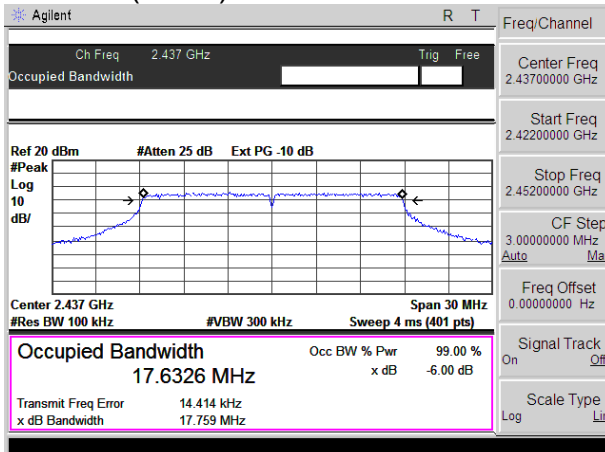 Agilent R T
Freq/Channel
Ch Freq 2.437 GHz Trig Free
Occupied Bandwidth
Center Freq
2.43700000 GHz
Start Freq
2.42200000 GHz
Stop Freq
2.45200000 GHz
CF Step
3.00000000 MHz
Auto Ma
Freq Offset
0.00000000 Hz
Signal Track
On Off
Scale Type
Log Lin
Ref 20 dBm #Atten 25 dB Ext PG -10 dB
#Peak
Log
10
dB/
Center 2.437 GHz Span 30 MHz
#Res BW 100 kHz #VBW 300 kHz Sweep 4 ms (401 pts)
Occupied Bandwidth Occ BW % Pwr 99.00 %
17.6326 MHz x dB -6.00 dB
Transmit Freq Error 14.414 kHz
x dB Bandwidth 17.759 MHz